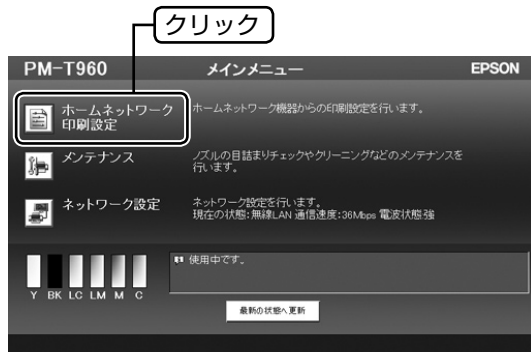 クリック
PM-T960 メインメニュー EPSON
ホームネットワーク
印刷設定
ホームネットワーク機器からの印刷設定を行います。
メンテナンス
ノズルの目詰まりチェックやクリーニングなどのメンテナンスを
行います。
ネットワーク設定
ネットワーク設定を行います。
現在の状態:無線LAN 通信速度:36Mbps 電波状態:強
使用中です。
Y BK LC LM M C
最新の状態へ更新